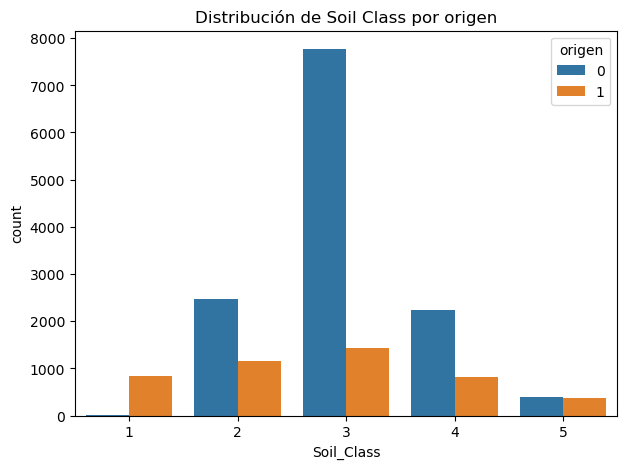 Distribución de Soil Class por origen
origen
0
1
8000
7000
6000
5000
4000
3000
2000
1000
0
count
1 2 3 4 5
Soil_Class